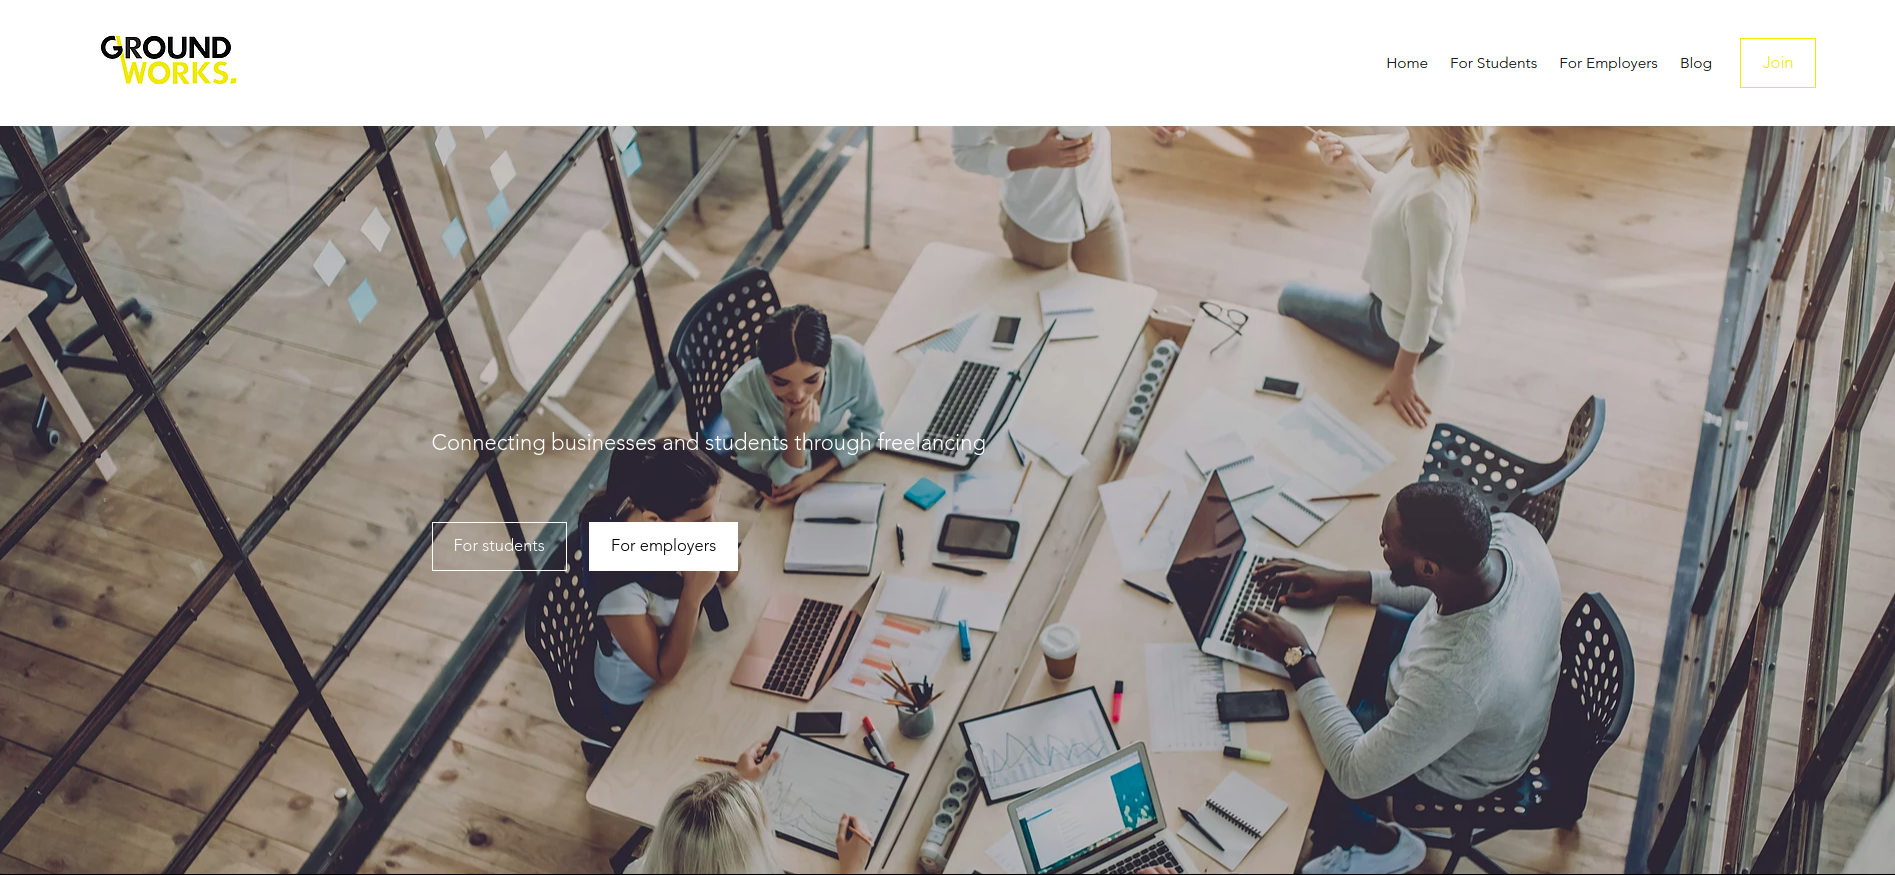 GROUND
WORKS.
Home
For Students
For Employers
Blog
Join
Connecting businesses and students through freelancing
For students
For employers